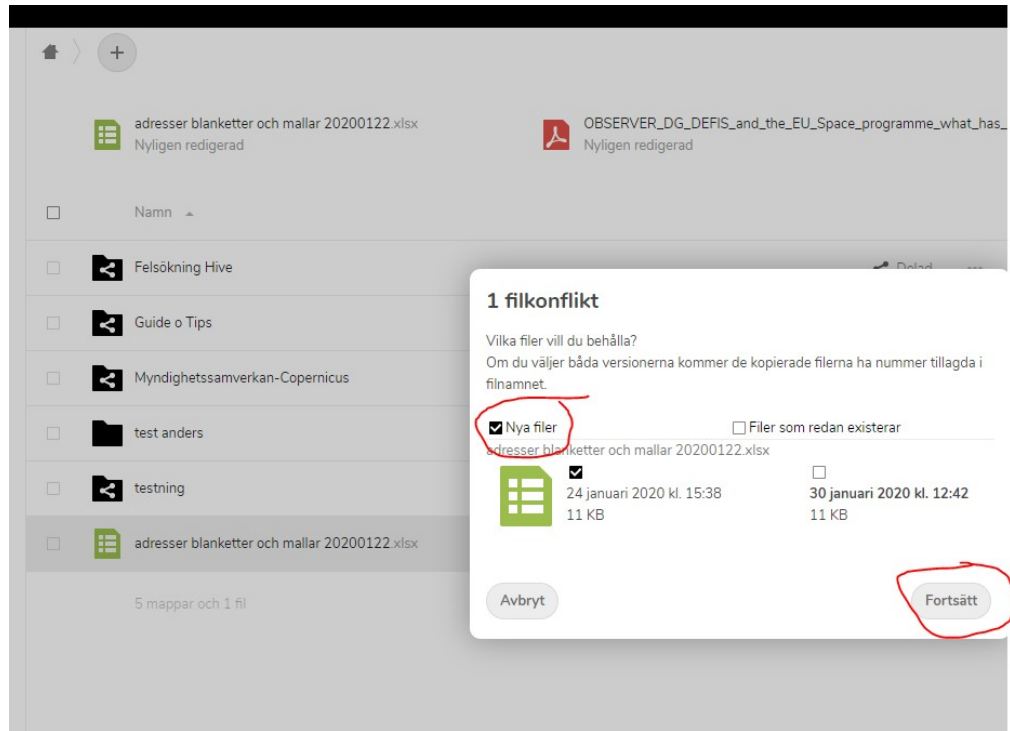 +
adresser blanketter och mallar 20200122.xlsx
Nyligen redigerad
OBSERVER_DG_DEFIS_and_the_EU_Space_programme_what_has_
Nyligen redigerad
Namn
Felsökning Hive
Delad
Guide o Tips
Myndighetssamverkan-Copernicus
test anders
testning
adresser blanketter och mallar 20200122.xlsx
5 mappar och 1 fil
1 filkonflikt
Vilka filer vill du behålla?
Om du väljer båda versionerna kommer de kopierade filerna ha nummer tillagda i
filnamnet.
Nya filer
Filer som redan existerar
adresser blanketter och mallar 20200122.xlsx
24 januari 2020 kl. 15:38
30 januari 2020 kl. 12:42
11 KB
11 KB
Avbryt
Fortsätt